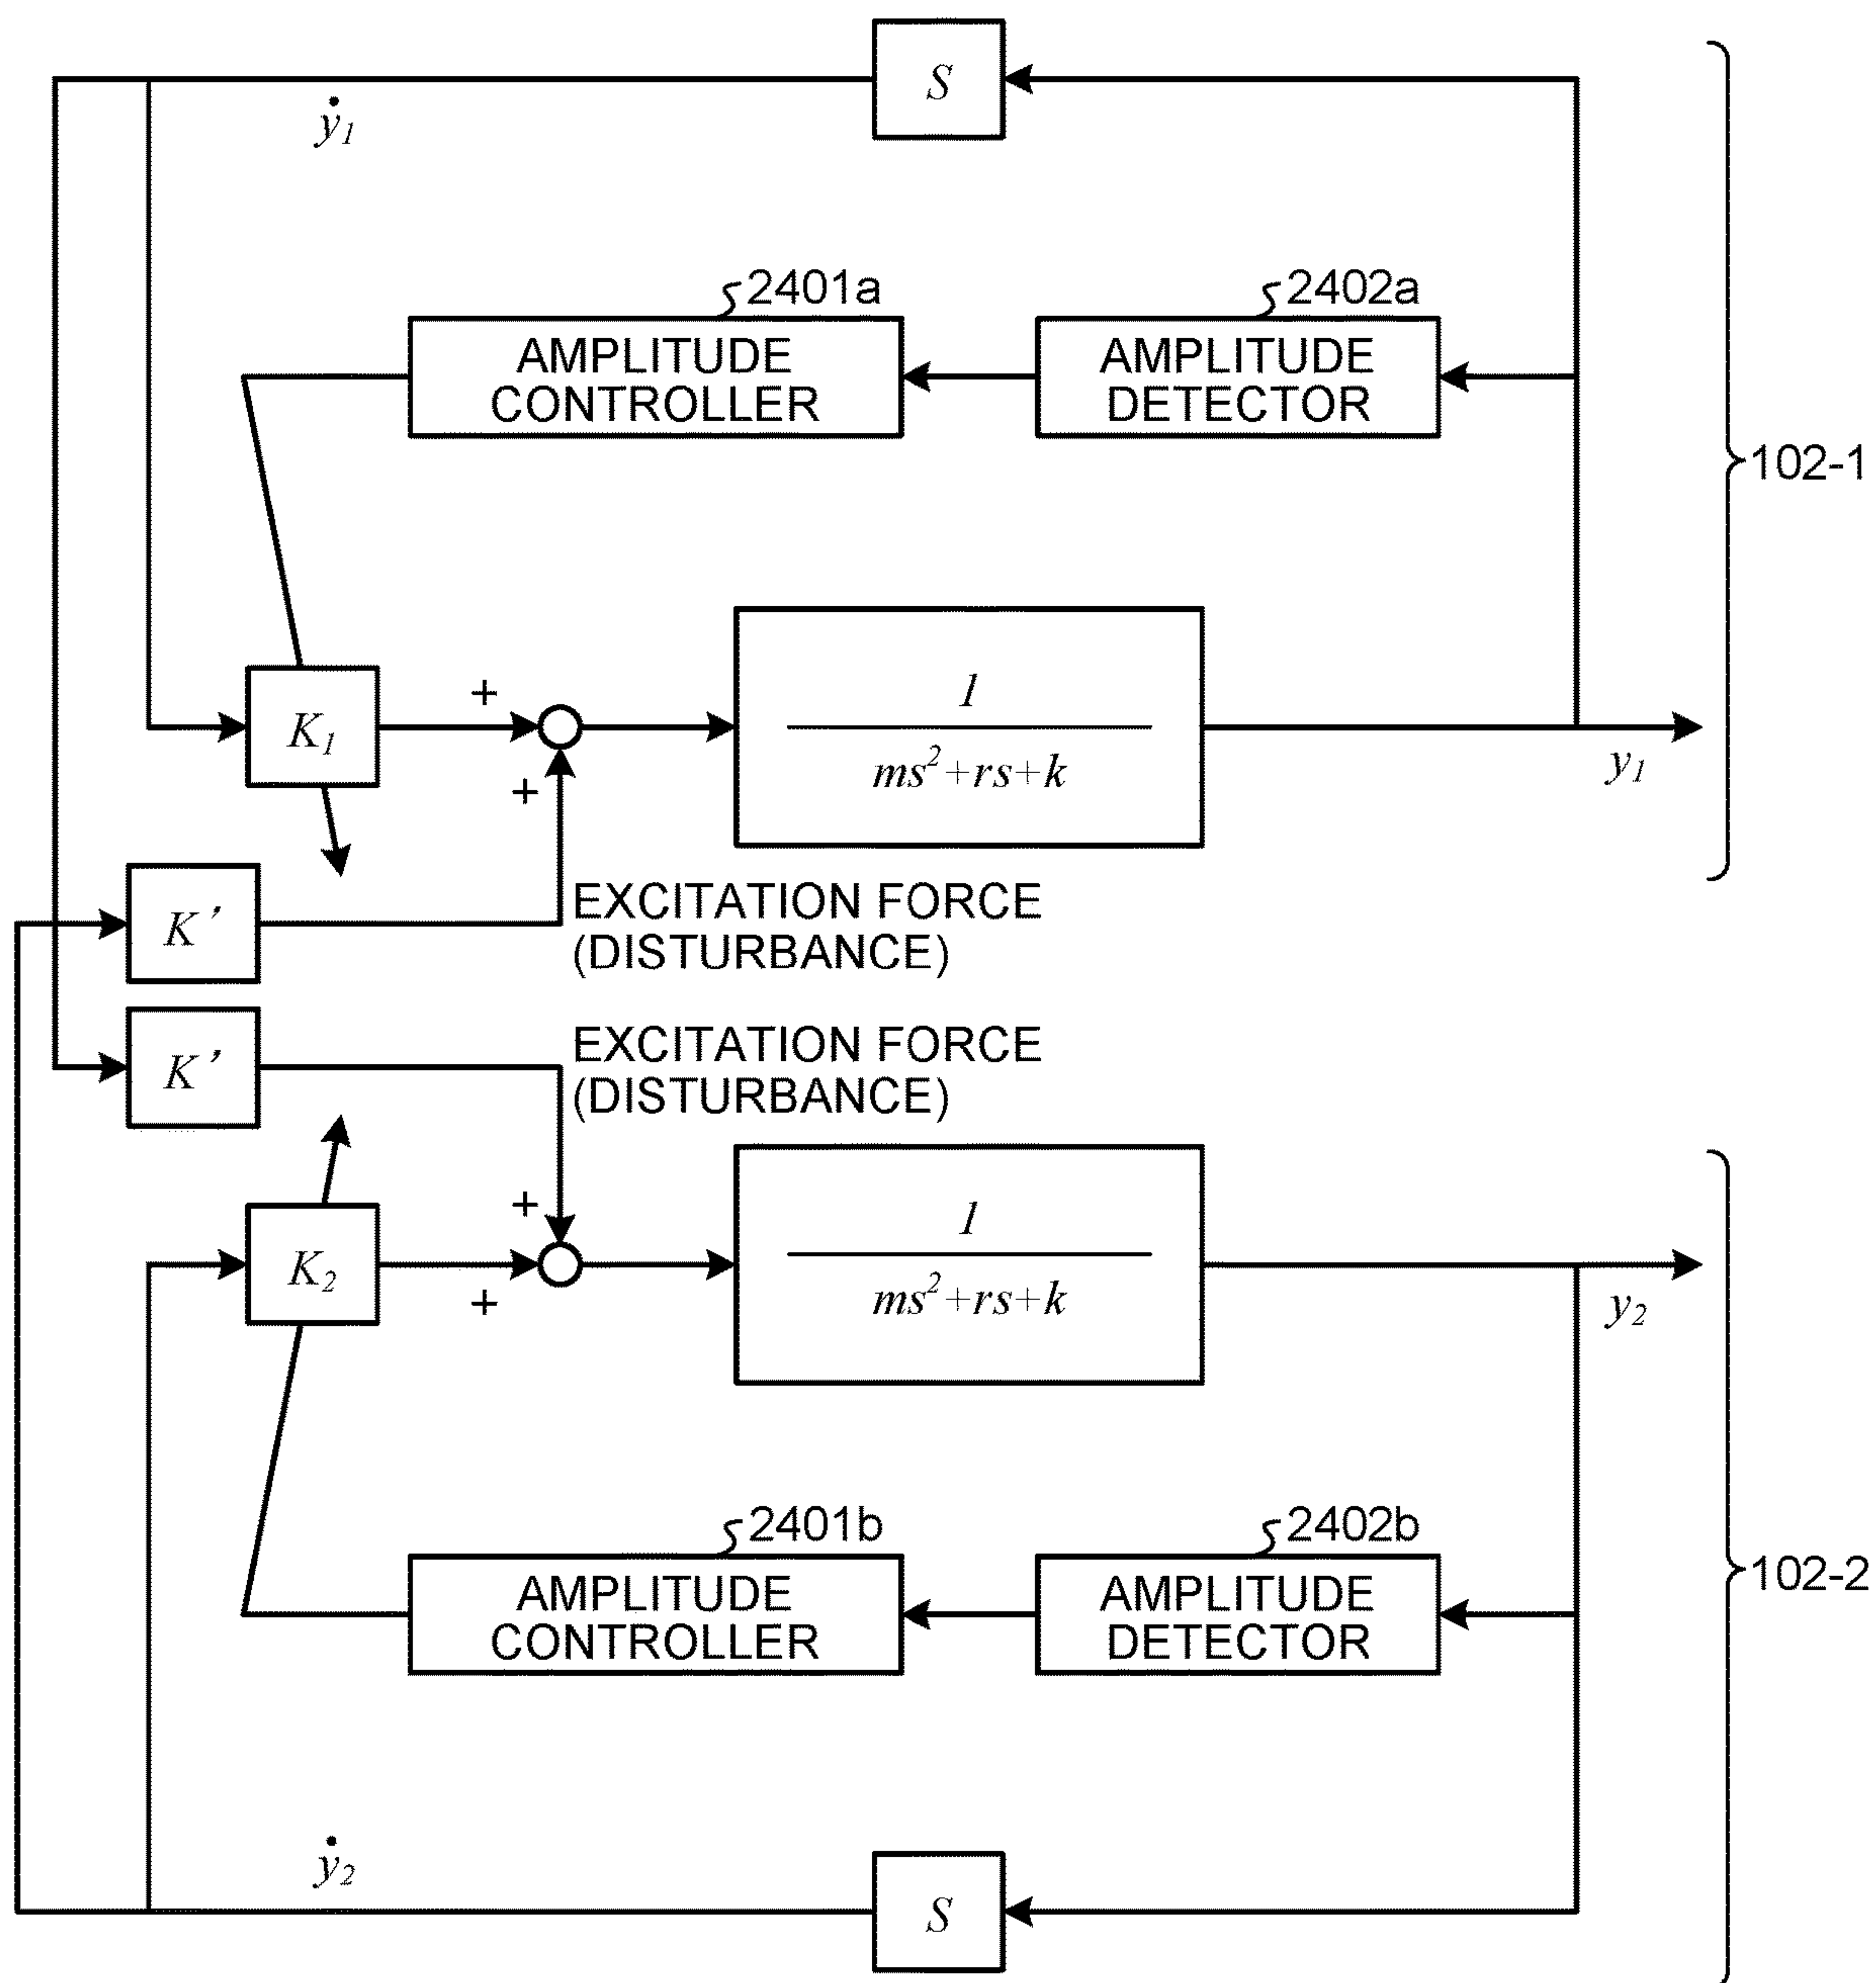 S
ẏ₁
2401a
2402a
AMPLITUDE
CONTROLLER
AMPLITUDE
DETECTOR
102-1
K₁
+
+
1
ms²+rs+k
y₁
K'
EXCITATION FORCE
(DISTURBANCE)
K'
EXCITATION FORCE
(DISTURBANCE)
K₂
+
+
1
ms²+rs+k
y₂
2401b
2402b
AMPLITUDE
CONTROLLER
AMPLITUDE
DETECTOR
102-2
ẏ₂
S